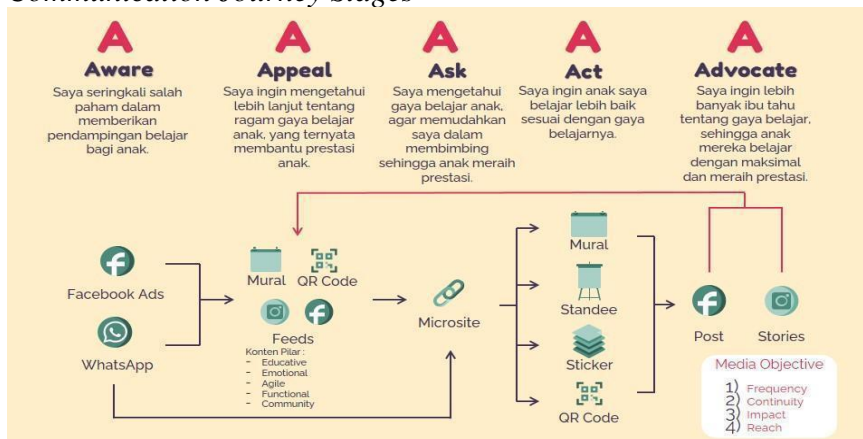 Communication Journey Stages
A
Aware
Saya seringkali salah
paham dalam
memberikan
pendampingan belajar
bagi anak.
A
Appeal
Saya ingin mengetahui
lebih lanjut tentang
ragam gaya belajar
anak, yang ternyata
membantu prestasi
anak.
A
Ask
Saya mengetahui
gaya belajar anak,
agar memudahkan
saya dalam
membimbing
sehingga anak meraih
prestasi.
A
Act
Saya ingin anak saya
belajar lebih baik
sesuai dengan gaya
belajarnya.
A
Advocate
Saya ingin lebih
banyak ibu tahu
tentang gaya belajar,
sehingga anak
mereka belajar
dengan maksimal
dan meraih prestasi.
Facebook Ads
WhatsApp
Mural
QR Code
Feeds
Konten Pilar :
- Educative
- Emotional
- Agile
- Functional
- Community
Microsite
Mural
Standee
Sticker
QR Code
Post
Stories
Media Objective
1) Frequency
2) Continuity
3) Impact
4) Reach